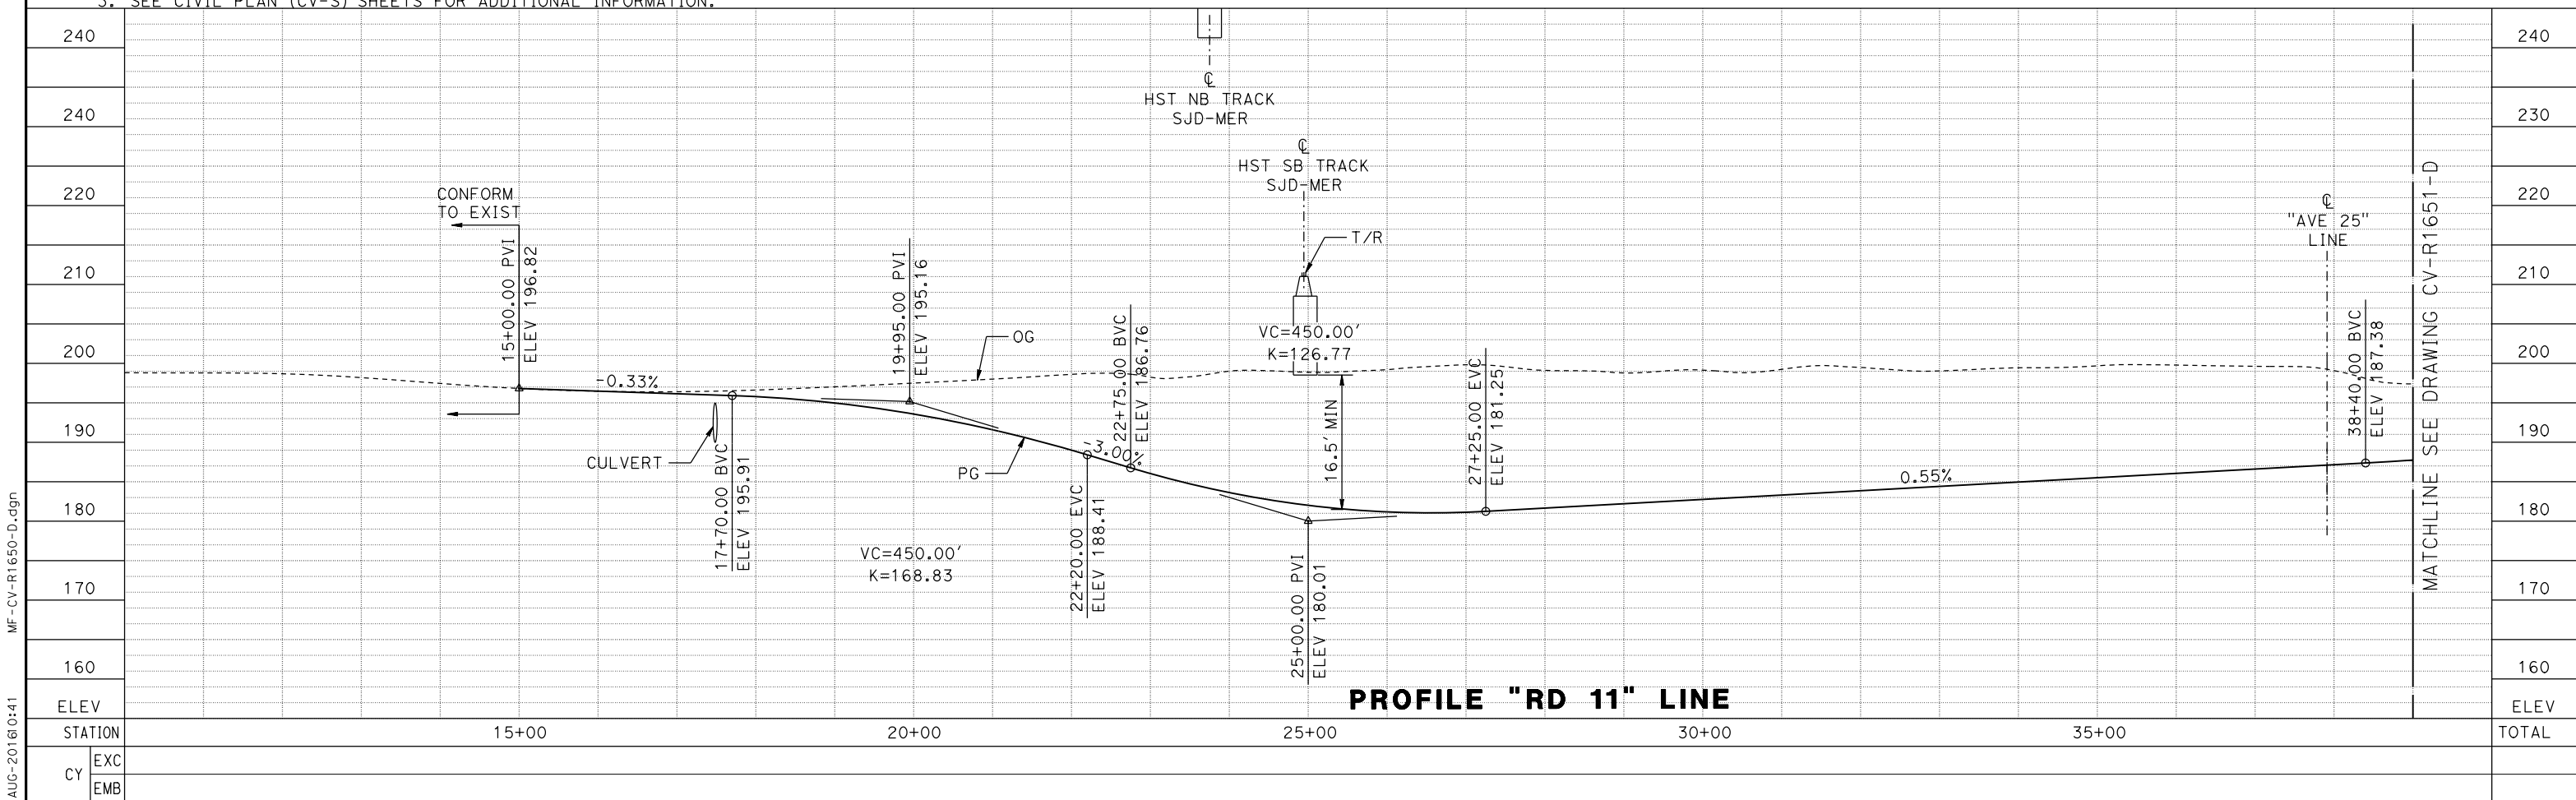 3. SEE CIVIL PLAN (CV-S) SHEETS FOR ADDITIONAL INFORMATION.
240
240
220
210
200
190
180
170
160
ELEV
STATION
CY
EXC
EMB
CONFORM
TO EXIST
15+00.00 PVI
ELEV 196.82
-0.33%
CULVERT
17+70.00 BVC
ELEV 195.91
19+95.00 PVI
ELEV 195.16
OG
PG
VC=450.00'
K=168.83
22+20.00 EVC
ELEV 188.41
-3.00%
22+75.00 BVC
ELEV 186.76
℄
HST NB TRACK
SJD-MER
℄
HST SB TRACK
SJD-MER
T/R
VC=450.00'
K=126.77
16.5' MIN
25+00.00 PVI
ELEV 180.01
27+25.00 EVC
ELEV 181.25
0.55%
℄
"AVE 25"
LINE
38+40.00 BVC
ELEV 187.38
MATCHLINE SEE DRAWING CV-R1651-D
PROFILE "RD 11" LINE
15+00
20+00
25+00
30+00
35+00
240
230
220
210
200
190
180
170
160
ELEV
TOTAL
MF-CV-R1650-D.dgn
AUG-201610:41